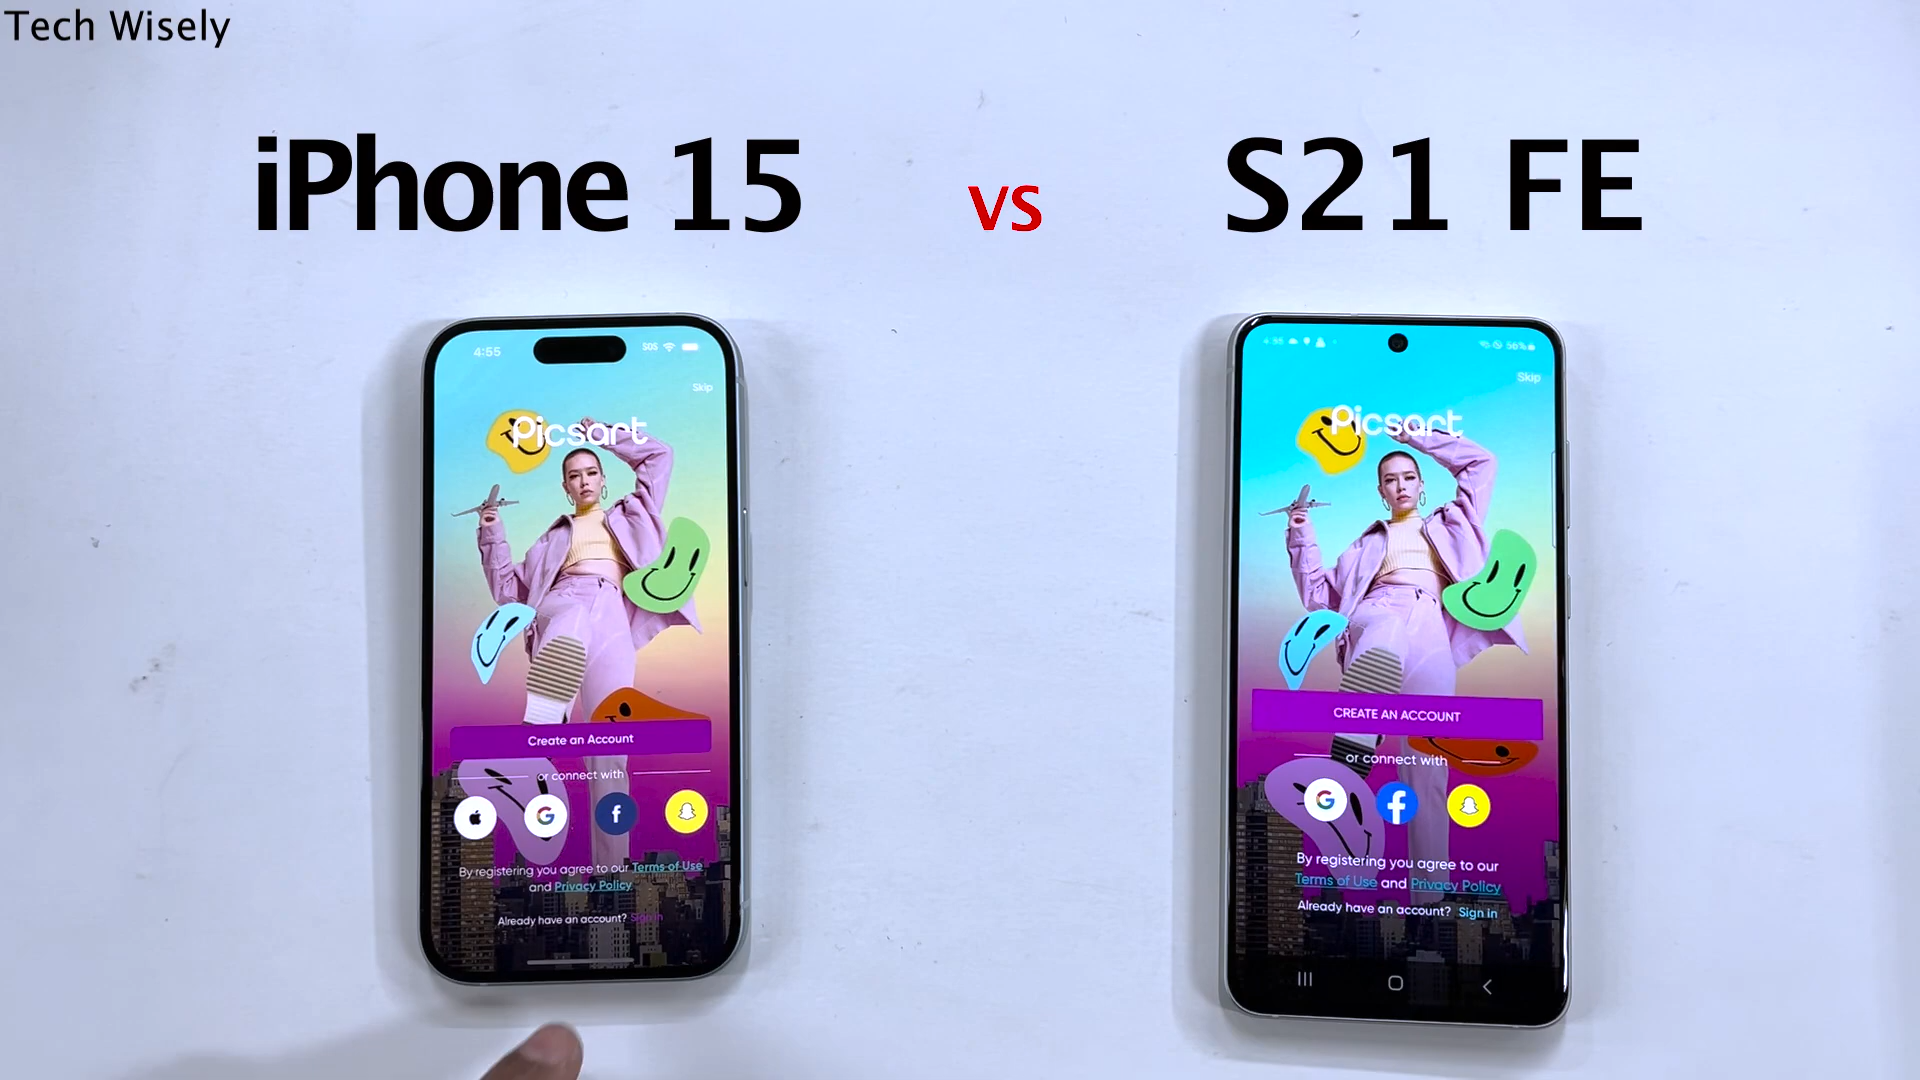 Tech Wisely
iPhone 15 vs S21 FE
4:55 SOS
Skip
Picsart
Create an Account
or connect with
By registering you agree to our Terms of Use
and Privacy Policy
Already have an account? Sign in
56%
Skip
Picsart
CREATE AN ACCOUNT
or connect with
By registering you agree to our
Terms of Use and Privacy Policy
Already have an account? Sign in